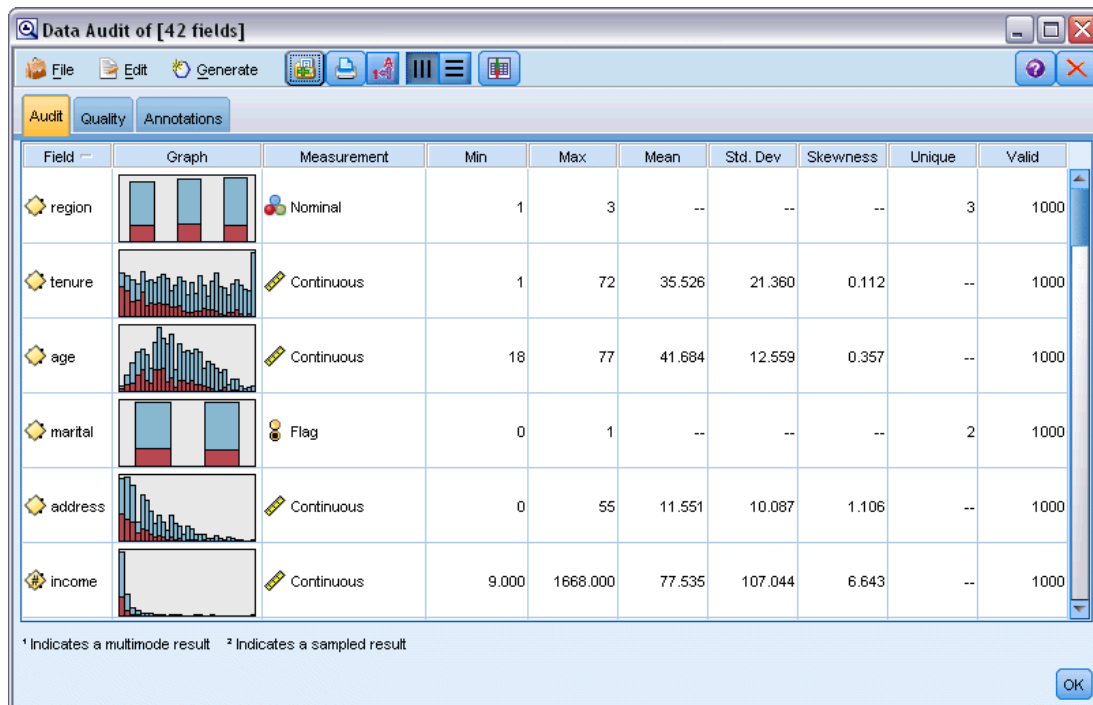 Data Audit of [42 fields]
File Edit Generate
Audit Quality Annotations
Field Graph Measurement Min Max Mean Std. Dev Skewness Unique Valid
region Nominal 1 3 -- -- -- 3 1000
tenure Continuous 1 72 35.526 21.360 0.112 -- 1000
age Continuous 18 77 41.684 12.559 0.357 -- 1000
marital Flag 0 1 -- -- -- 2 1000
address Continuous 0 55 11.551 10.087 1.106 -- 1000
income Continuous 9.000 1668.000 77.535 107.044 6.643 -- 1000
¹ Indicates a multimode result ² Indicates a sampled result
OK